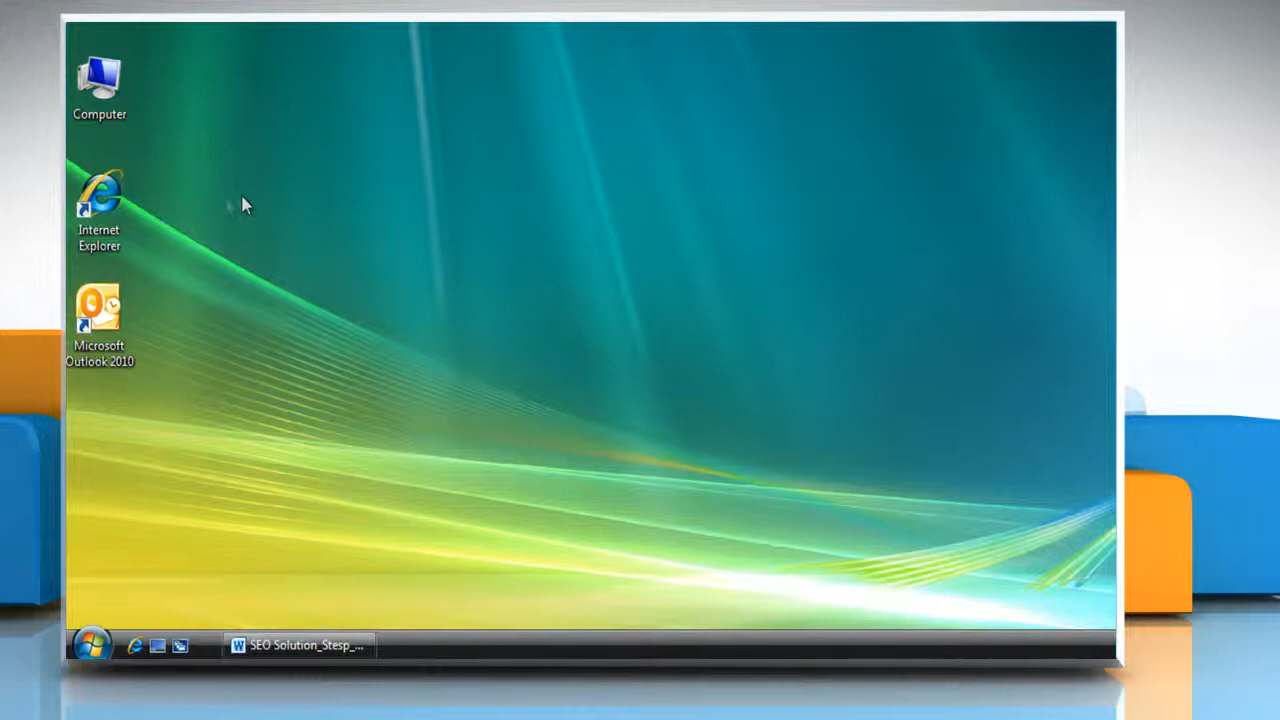 Computer
Internet
Explorer
Microsoft
Outlook 2010
SEO Solution_Stesp_...